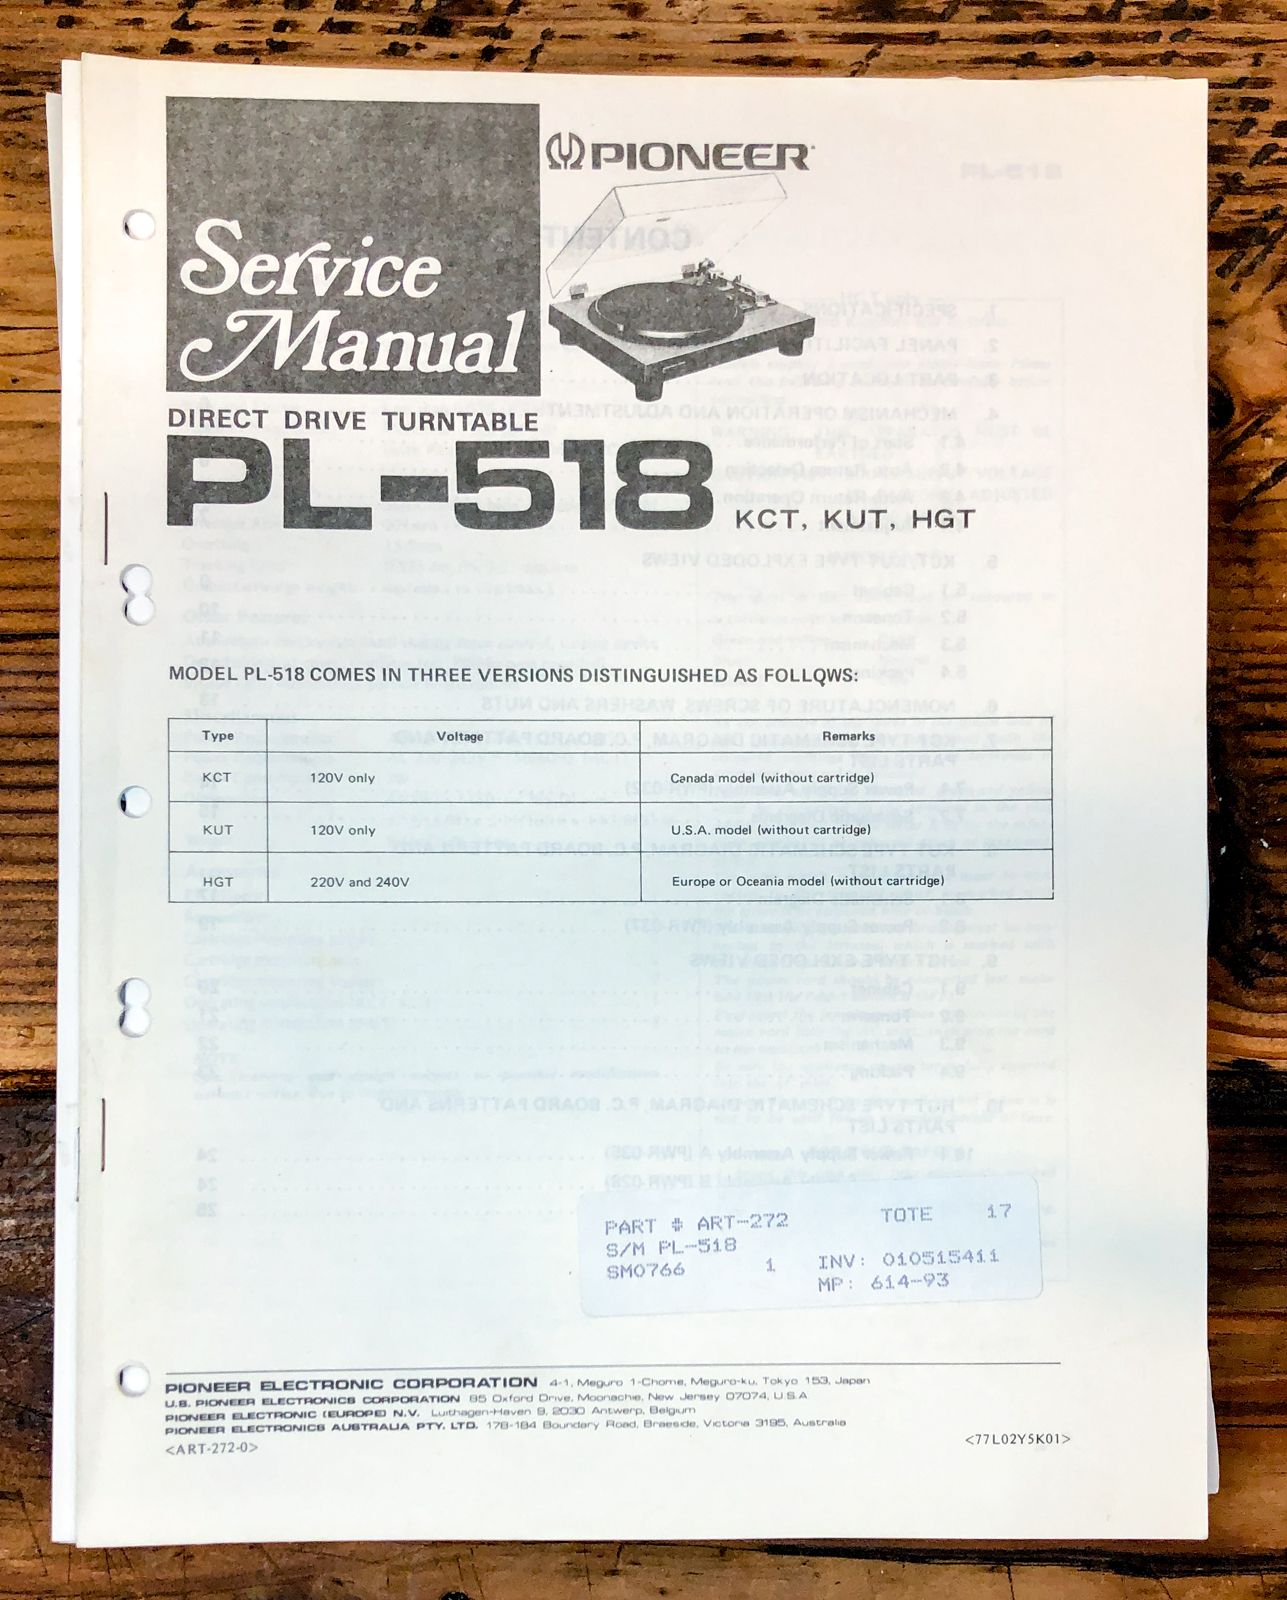 Service
Manual
PIONEER
DIRECT DRIVE TURNTABLE
PL-518 KCT, KUT, HGT
MODEL PL-518 COMES IN THREE VERSIONS DISTINGUISHED AS FOLLQWS:
Type Voltage Remarks
KCT 120V only Canada model (without cartridge)
KUT 120V only U.S.A. model (without cartridge)
HGT 220V and 240V Europe or Oceania model (without cartridge)
PART # ART-272 TOTE 17
S/M PL-518
SM0766 1 INV: 010515411
MP: 614-93
PIONEER ELECTRONIC CORPORATION 4-1, Meguro 1-Chome, Meguro-ku, Tokyo 153, Japan
U.S. PIONEER ELECTRONICS CORPORATION 85 Oxford Drive, Moonachie, New Jersey 07074, U.S.A
PIONEER ELECTRONIC (EUROPE) N.V. Luithagen-Haven 9, 2030 Antwerp, Belgium
PIONEER ELECTRONICS AUSTRALIA PTY. LTD. 178-184 Boundary Road, Braeside, Victoria 3195, Australia
<ART-272-0> <77L02Y5K01>